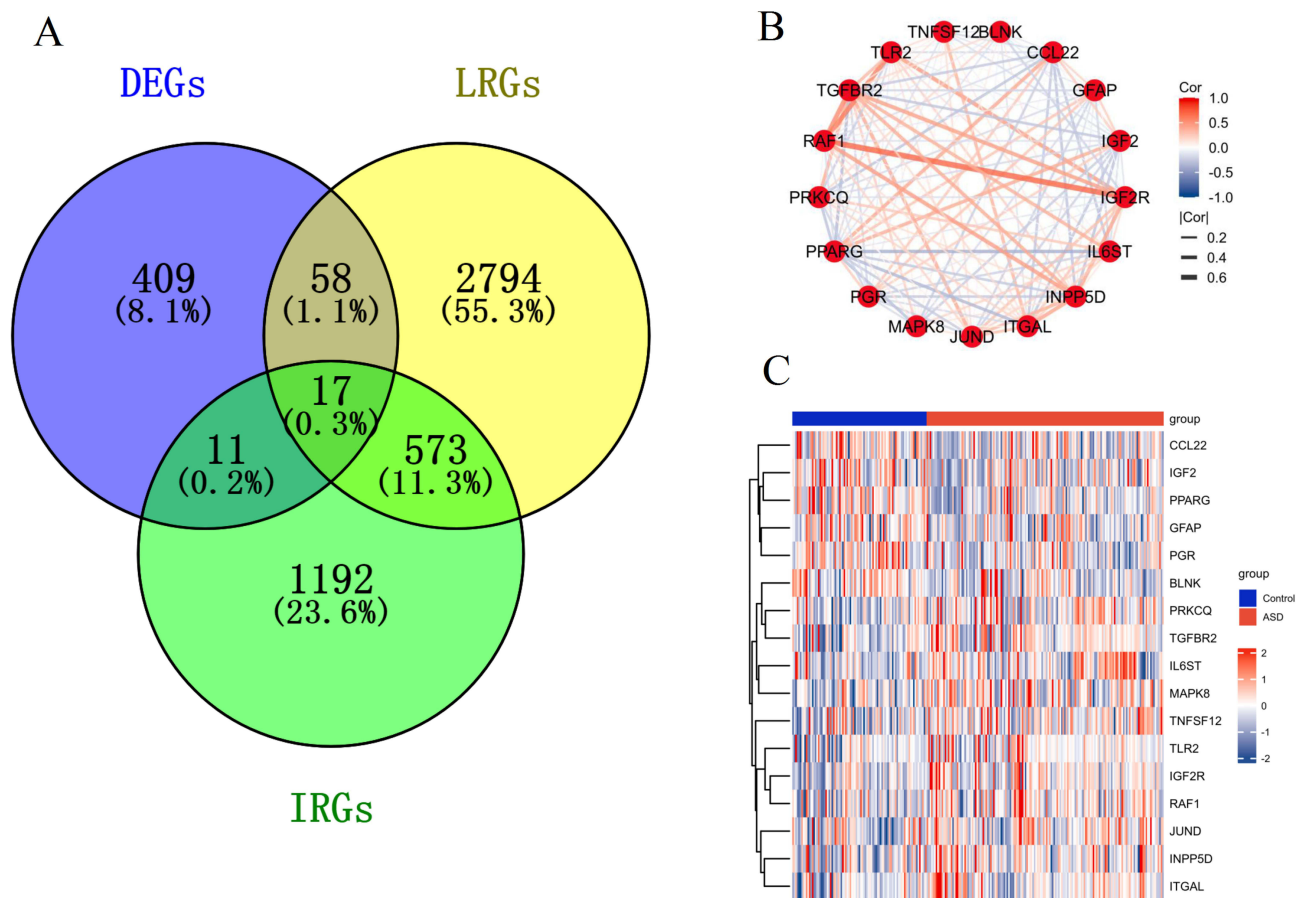 A
DEGs
LRGs
409
(8.1%)
58
(1.1%)
2794
(55.3%)
17
(0.3%)
11
(0.2%)
573
(11.3%)
1192
(23.6%)
IRGs
B
TNFSF12
BLNK
TLR2
CCL22
TGFBR2
GFAP
RAF1
IGF2
PRKCQ
IGF2R
PPARG
IL6ST
PGR
INPP5D
MAPK8
JUND
ITGAL
Cor
1.0
0.5
0.0
-0.5
-1.0
|Cor|
0.2
0.4
0.6
C
group
CCL22
IGF2
PPARG
GFAP
PGR
BLNK
PRKCQ
TGFBR2
IL6ST
MAPK8
TNFSF12
TLR2
IGF2R
RAF1
JUND
INPP5D
ITGAL
group
Control
ASD
2
1
0
-1
-2